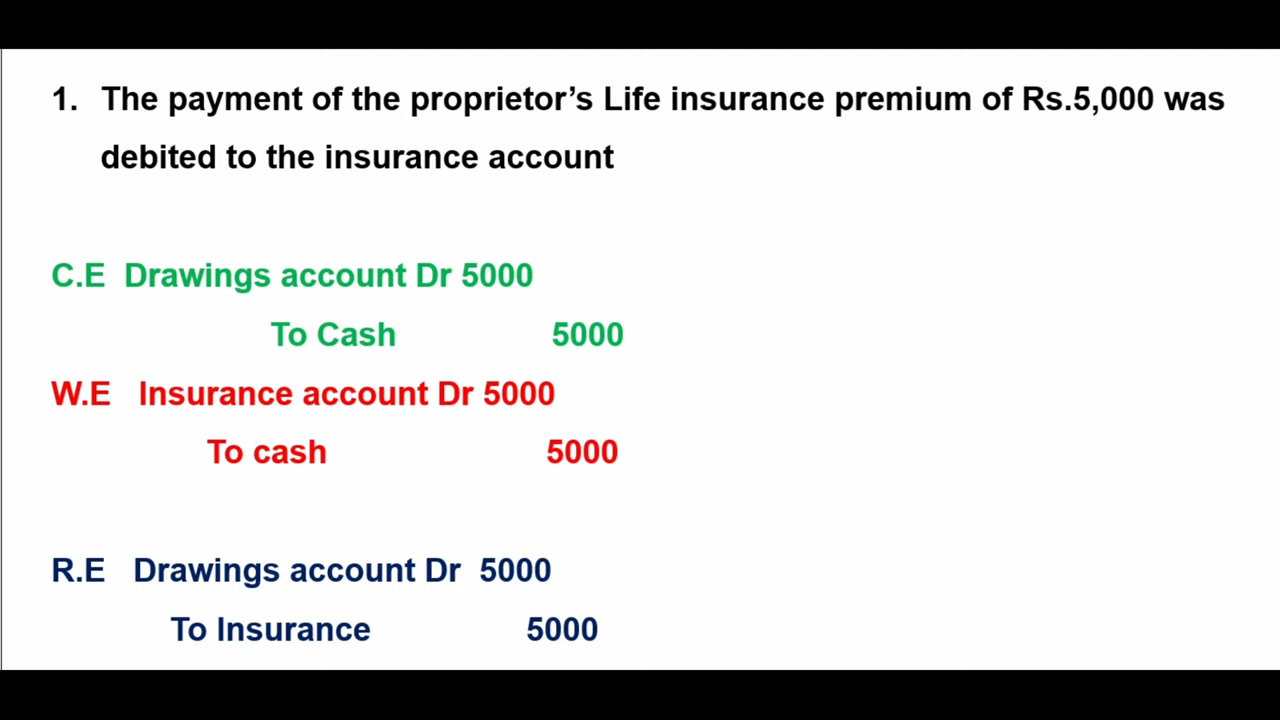 1. The payment of the proprietor’s Life insurance premium of Rs.5,000 was
debited to the insurance account
C.E Drawings account Dr 5000
To Cash 5000
W.E Insurance account Dr 5000
To cash 5000
R.E Drawings account Dr 5000
To Insurance 5000